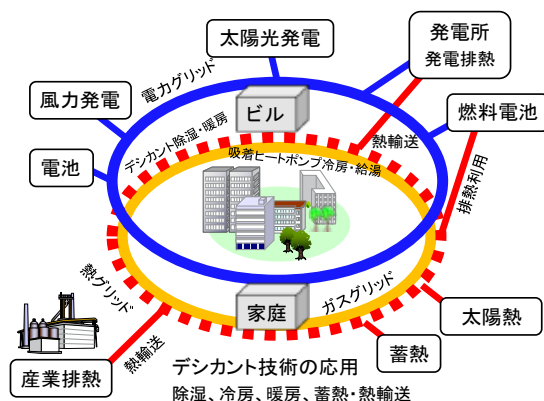 太陽光発電
発電所
発電排熱
電力グリッド
風力発電
ビル
燃料電池
デシカント除湿・暖房
熱輸送
吸着ヒートポンプ冷房・給湯
電池
排熱利用
熱グリッド
ガスグリッド
家庭
太陽熱
熱輸送
蓄熱
産業排熱
デシカント技術の応用
除湿、冷房、暖房、蓄熱・熱輸送